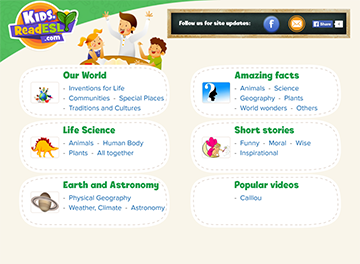 KiDS.
ReadESL
.com
Follow us for site updates:
Share
Our World
- Inventions for Life
- Communities - Special Places
- Traditions and Cultures
Amazing facts
- Animals - Science
- Geography - Plants
- World wonders - Others
Life Science
- Animals - Human Body
- Plants - All together
Short stories
- Funny - Moral - Wise
- Inspirational
Earth and Astronomy
- Physical Geography
- Weather, Climate - Astronomy
Popular videos
- Caillou